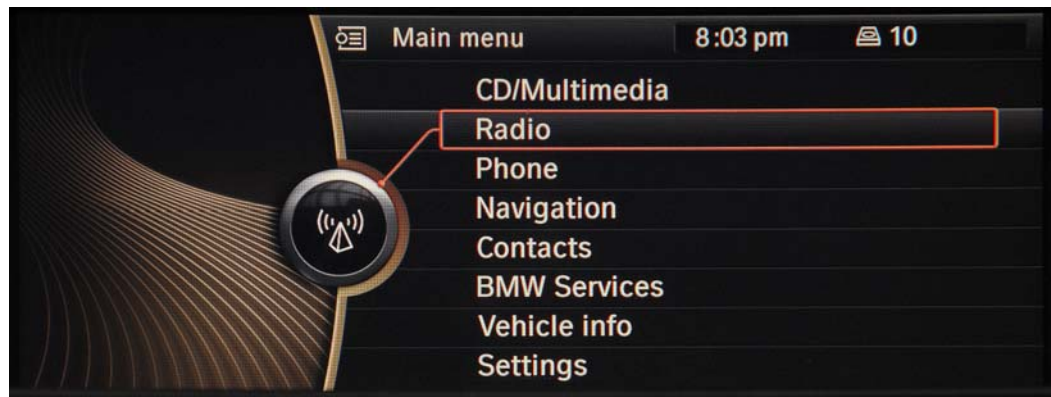 Main menu 8:03 pm 10
CD/Multimedia
Radio
Phone
Navigation
Contacts
BMW Services
Vehicle info
Settings